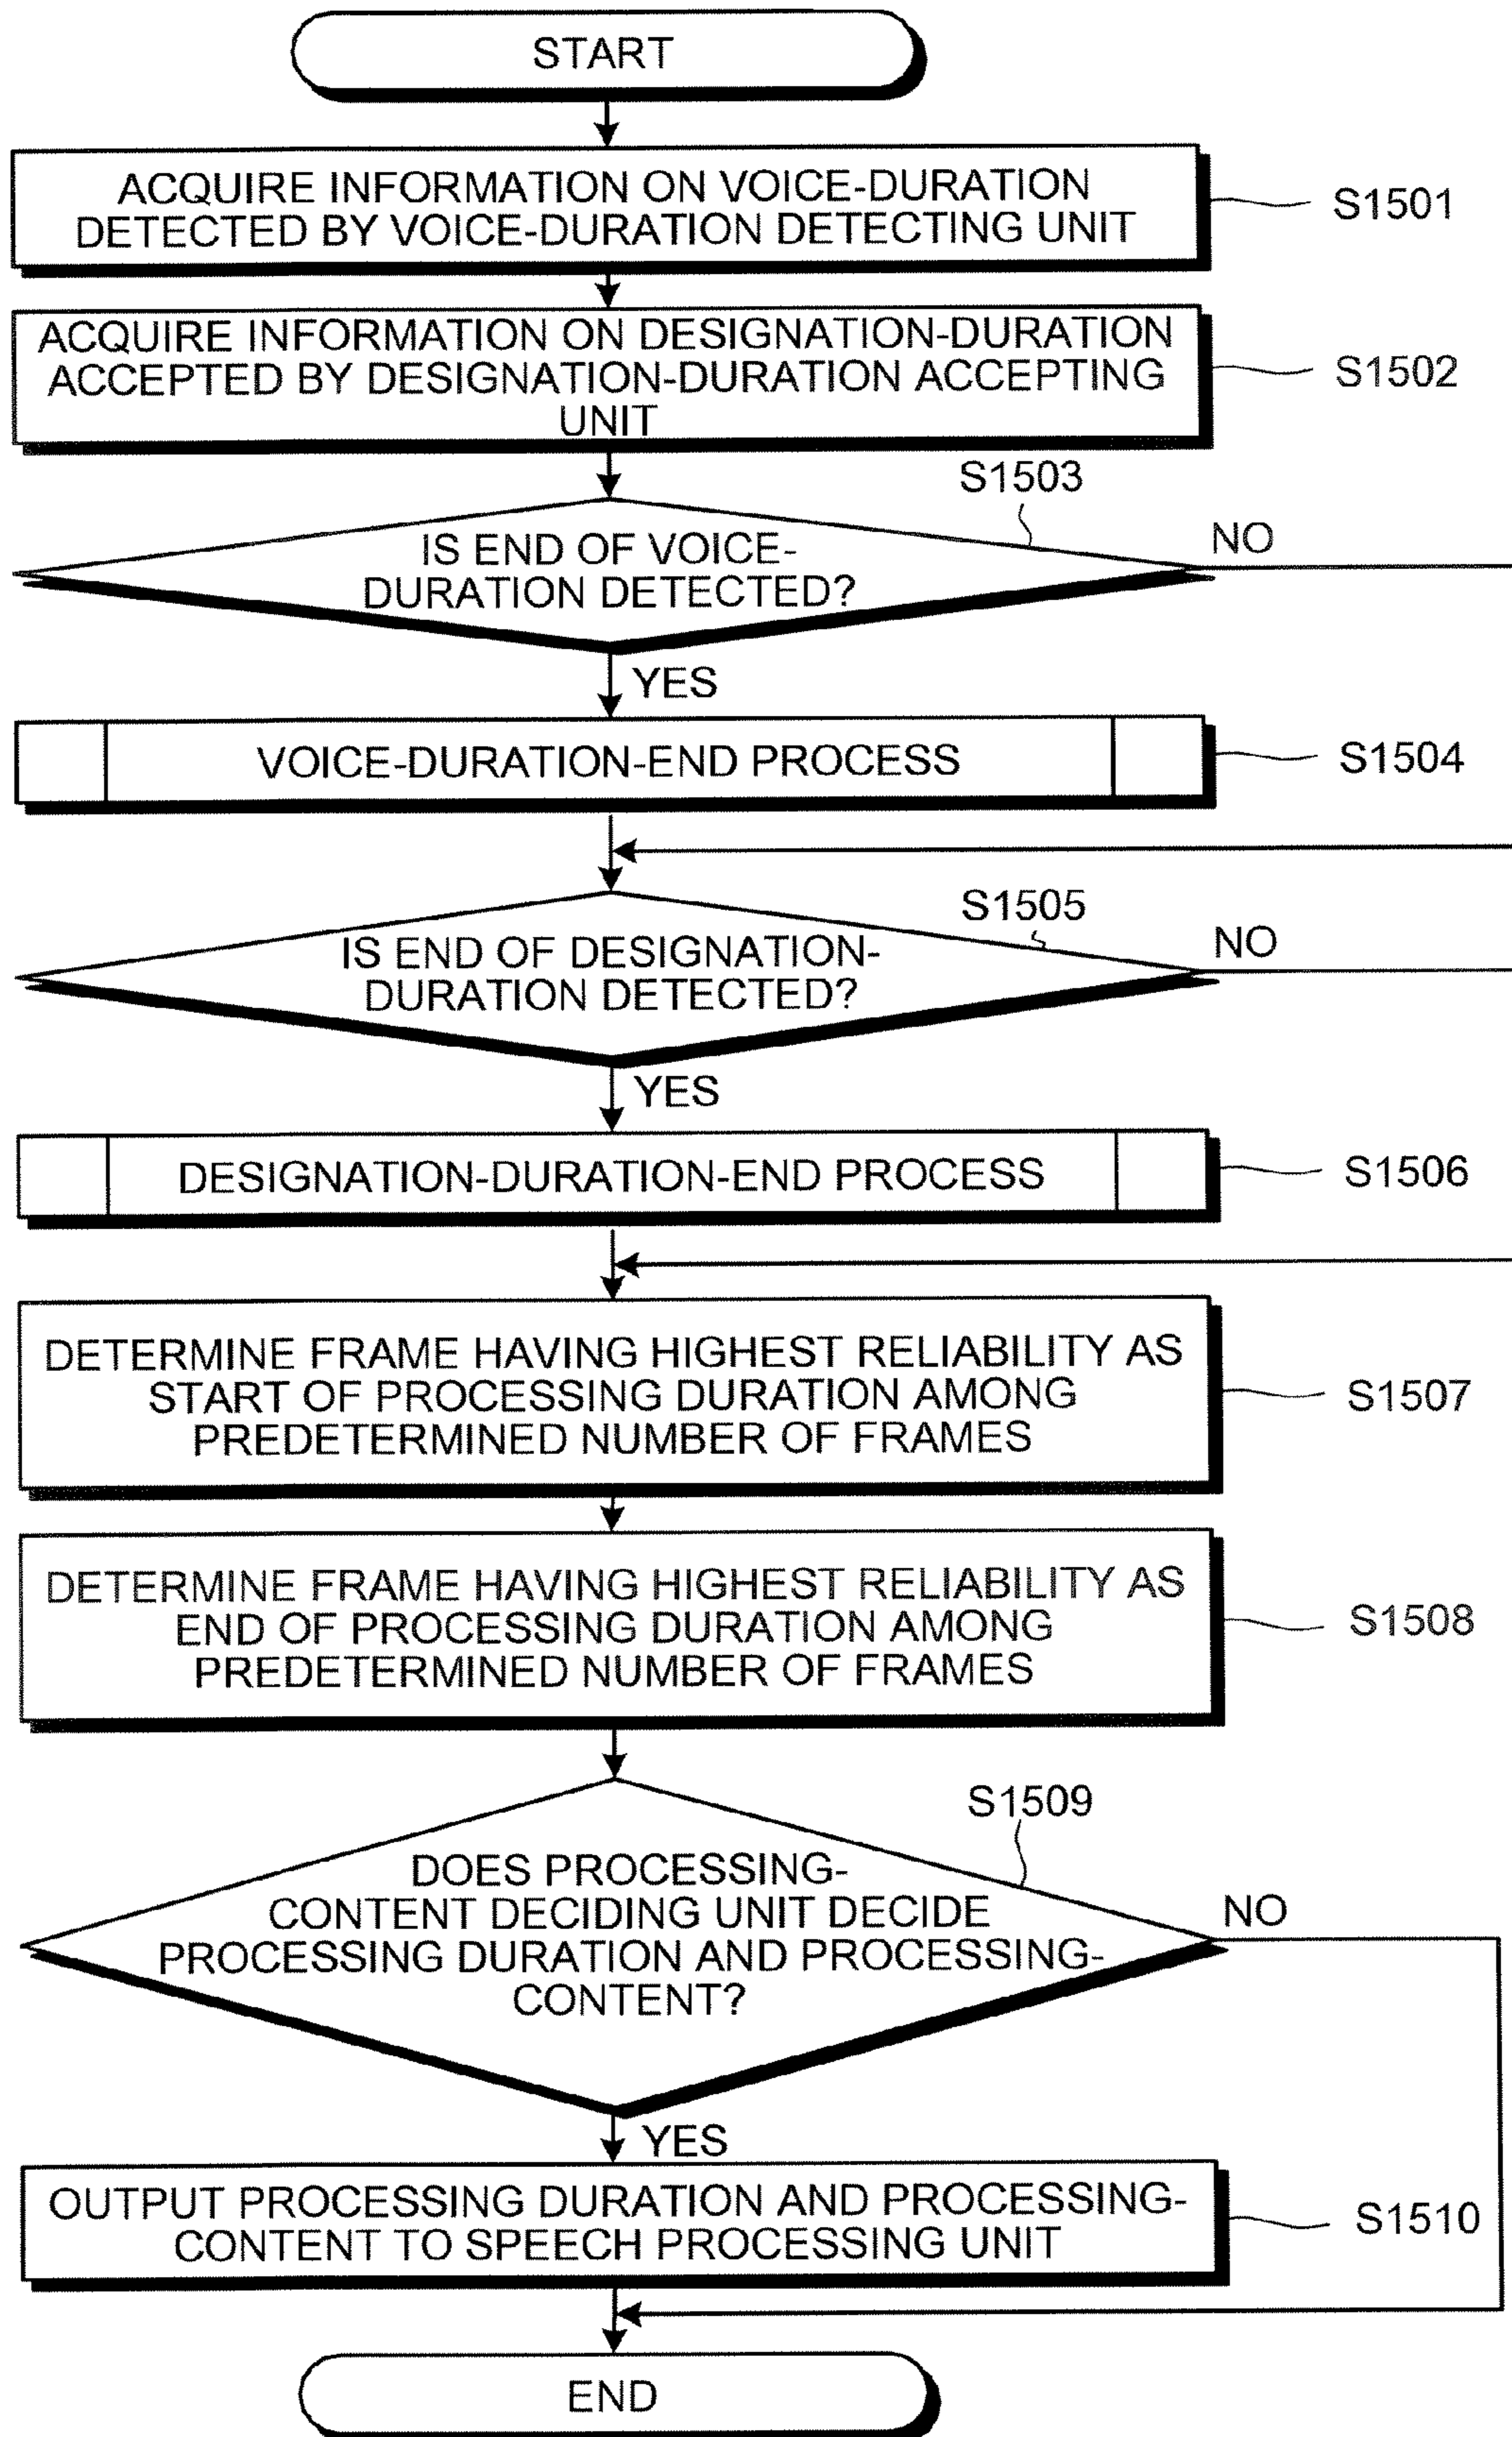 START
ACQUIRE INFORMATION ON VOICE-DURATION
DETECTED BY VOICE-DURATION DETECTING UNIT
S1501
ACQUIRE INFORMATION ON DESIGNATION-DURATION
ACCEPTED BY DESIGNATION-DURATION ACCEPTING
UNIT
S1502
S1503
IS END OF VOICE-
DURATION DETECTED?
NO
YES
VOICE-DURATION-END PROCESS
S1504
S1505
IS END OF DESIGNATION-
DURATION DETECTED?
NO
YES
DESIGNATION-DURATION-END PROCESS
S1506
DETERMINE FRAME HAVING HIGHEST RELIABILITY AS
START OF PROCESSING DURATION AMONG
PREDETERMINED NUMBER OF FRAMES
S1507
DETERMINE FRAME HAVING HIGHEST RELIABILITY AS
END OF PROCESSING DURATION AMONG
PREDETERMINED NUMBER OF FRAMES
S1508
S1509
DOES PROCESSING-
CONTENT DECIDING UNIT DECIDE
PROCESSING DURATION AND PROCESSING-
CONTENT?
NO
YES
OUTPUT PROCESSING DURATION AND PROCESSING-
CONTENT TO SPEECH PROCESSING UNIT
S1510
END